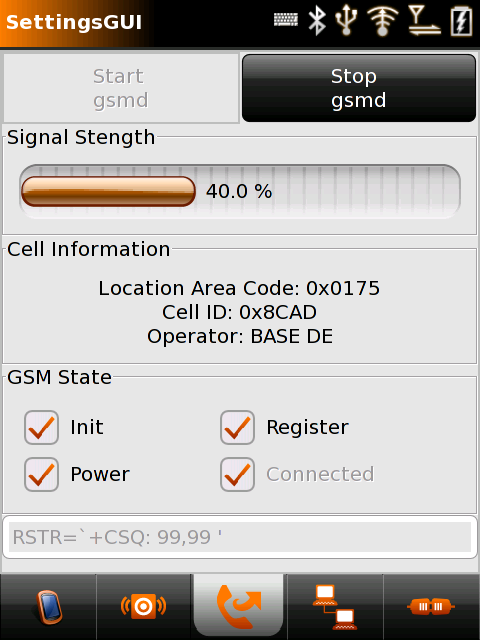 SettingsGUI
Start
gsmd
Stop
gsmd
Signal Stength
40.0 %
Cell Information
Location Area Code: 0x0175
Cell ID: 0x8CAD
Operator: BASE DE
GSM State
Init
Register
Power
Connected
RSTR=`+CSQ: 99,99 '